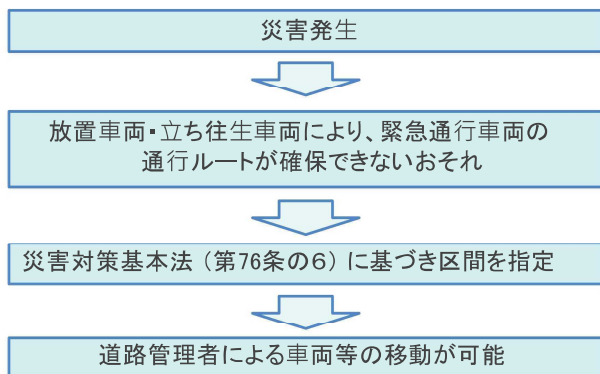 災害発生
放置車両・立ち往生車両により、緊急通行車両の
通行ルートが確保できないおそれ
災害対策基本法（第76条の６）に基づき区間を指定
道路管理者による車両等の移動が可能